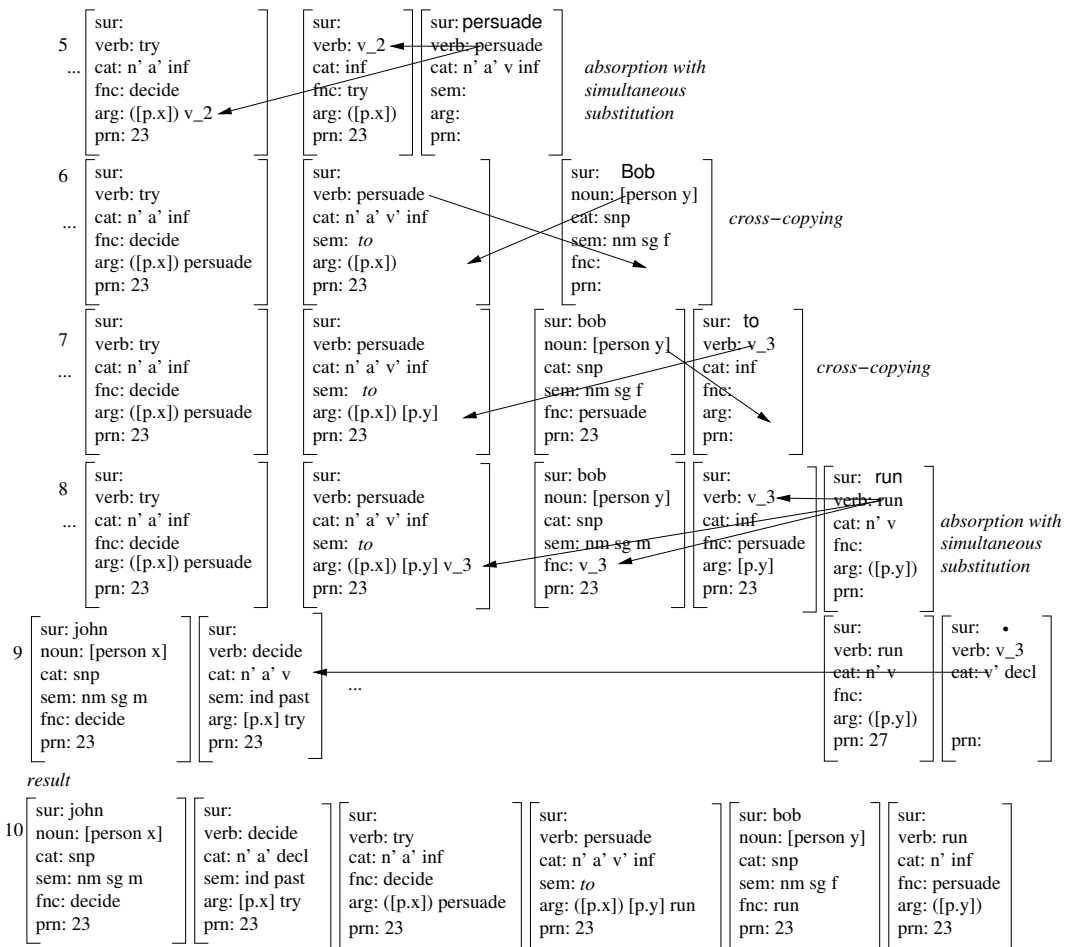 5
...
sur:
verb: try
cat: n’ a’ inf
fnc: decide
arg: ([p.x]) v_2
prn: 23
sur:
verb: v_2
cat: inf
fnc: try
arg: ([p.x])
prn: 23
sur: persuade
verb: persuade
cat: n’ a’ v inf
sem:
arg:
prn:
absorption with
simultaneous
substitution
6
...
sur:
verb: try
cat: n’ a’ inf
fnc: decide
arg: ([p.x]) persuade
prn: 23
sur:
verb: persuade
cat: n’ a’ v’ inf
sem: to
arg: ([p.x])
prn: 23
sur: Bob
noun: [person y]
cat: snp
sem: nm sg f
fnc:
prn:
cross−copying
7
...
sur:
verb: try
cat: n’ a’ inf
fnc: decide
arg: ([p.x]) persuade
prn: 23
sur:
verb: persuade
cat: n’ a’ v’ inf
sem: to
arg: ([p.x]) [p.y]
prn: 23
sur: bob
noun: [person y]
cat: snp
sem: nm sg f
fnc: persuade
prn: 23
sur: to
verb: v_3
cat: inf
fnc:
arg:
prn:
cross−copying
8
...
sur:
verb: try
cat: n’ a’ inf
fnc: decide
arg: ([p.x]) persuade
prn: 23
sur:
verb: persuade
cat: n’ a’ v’ inf
sem: to
arg: ([p.x]) [p.y] v_3
prn: 23
sur: bob
noun: [person y]
cat: snp
sem: nm sg m
fnc: v_3
prn: 23
sur:
verb: v_3
cat: inf
fnc: persuade
arg: [p.y]
prn: 23
sur: run
verb: run
cat: n’ v
fnc:
arg: ([p.y])
prn:
absorption with
simultaneous
substitution
9
sur: john
noun: [person x]
cat: snp
sem: nm sg m
fnc: decide
prn: 23
sur:
verb: decide
cat: n’ a’ v
sem: ind past
arg: [p.x] try
prn: 23
...
sur:
verb: run
cat: n’ v
fnc:
arg: ([p.y])
prn: 27
sur: •
verb: v_3
cat: v’ decl
prn:
result
10
sur: john
noun: [person x]
cat: snp
sem: nm sg m
fnc: decide
prn: 23
sur:
verb: decide
cat: n’ a’ decl
sem: ind past
arg: [p.x] try
prn: 23
sur:
verb: try
cat: n’ a’ inf
fnc: decide
arg: ([p.x]) persuade
prn: 23
sur:
verb: persuade
cat: n’ a’ v’ inf
sem: to
arg: ([p.x]) [p.y] run
prn: 23
sur: bob
noun: [person y]
cat: snp
sem: nm sg f
fnc: run
prn: 23
sur:
verb: run
cat: n’ inf
fnc: persuade
arg: ([p.y])
prn: 23